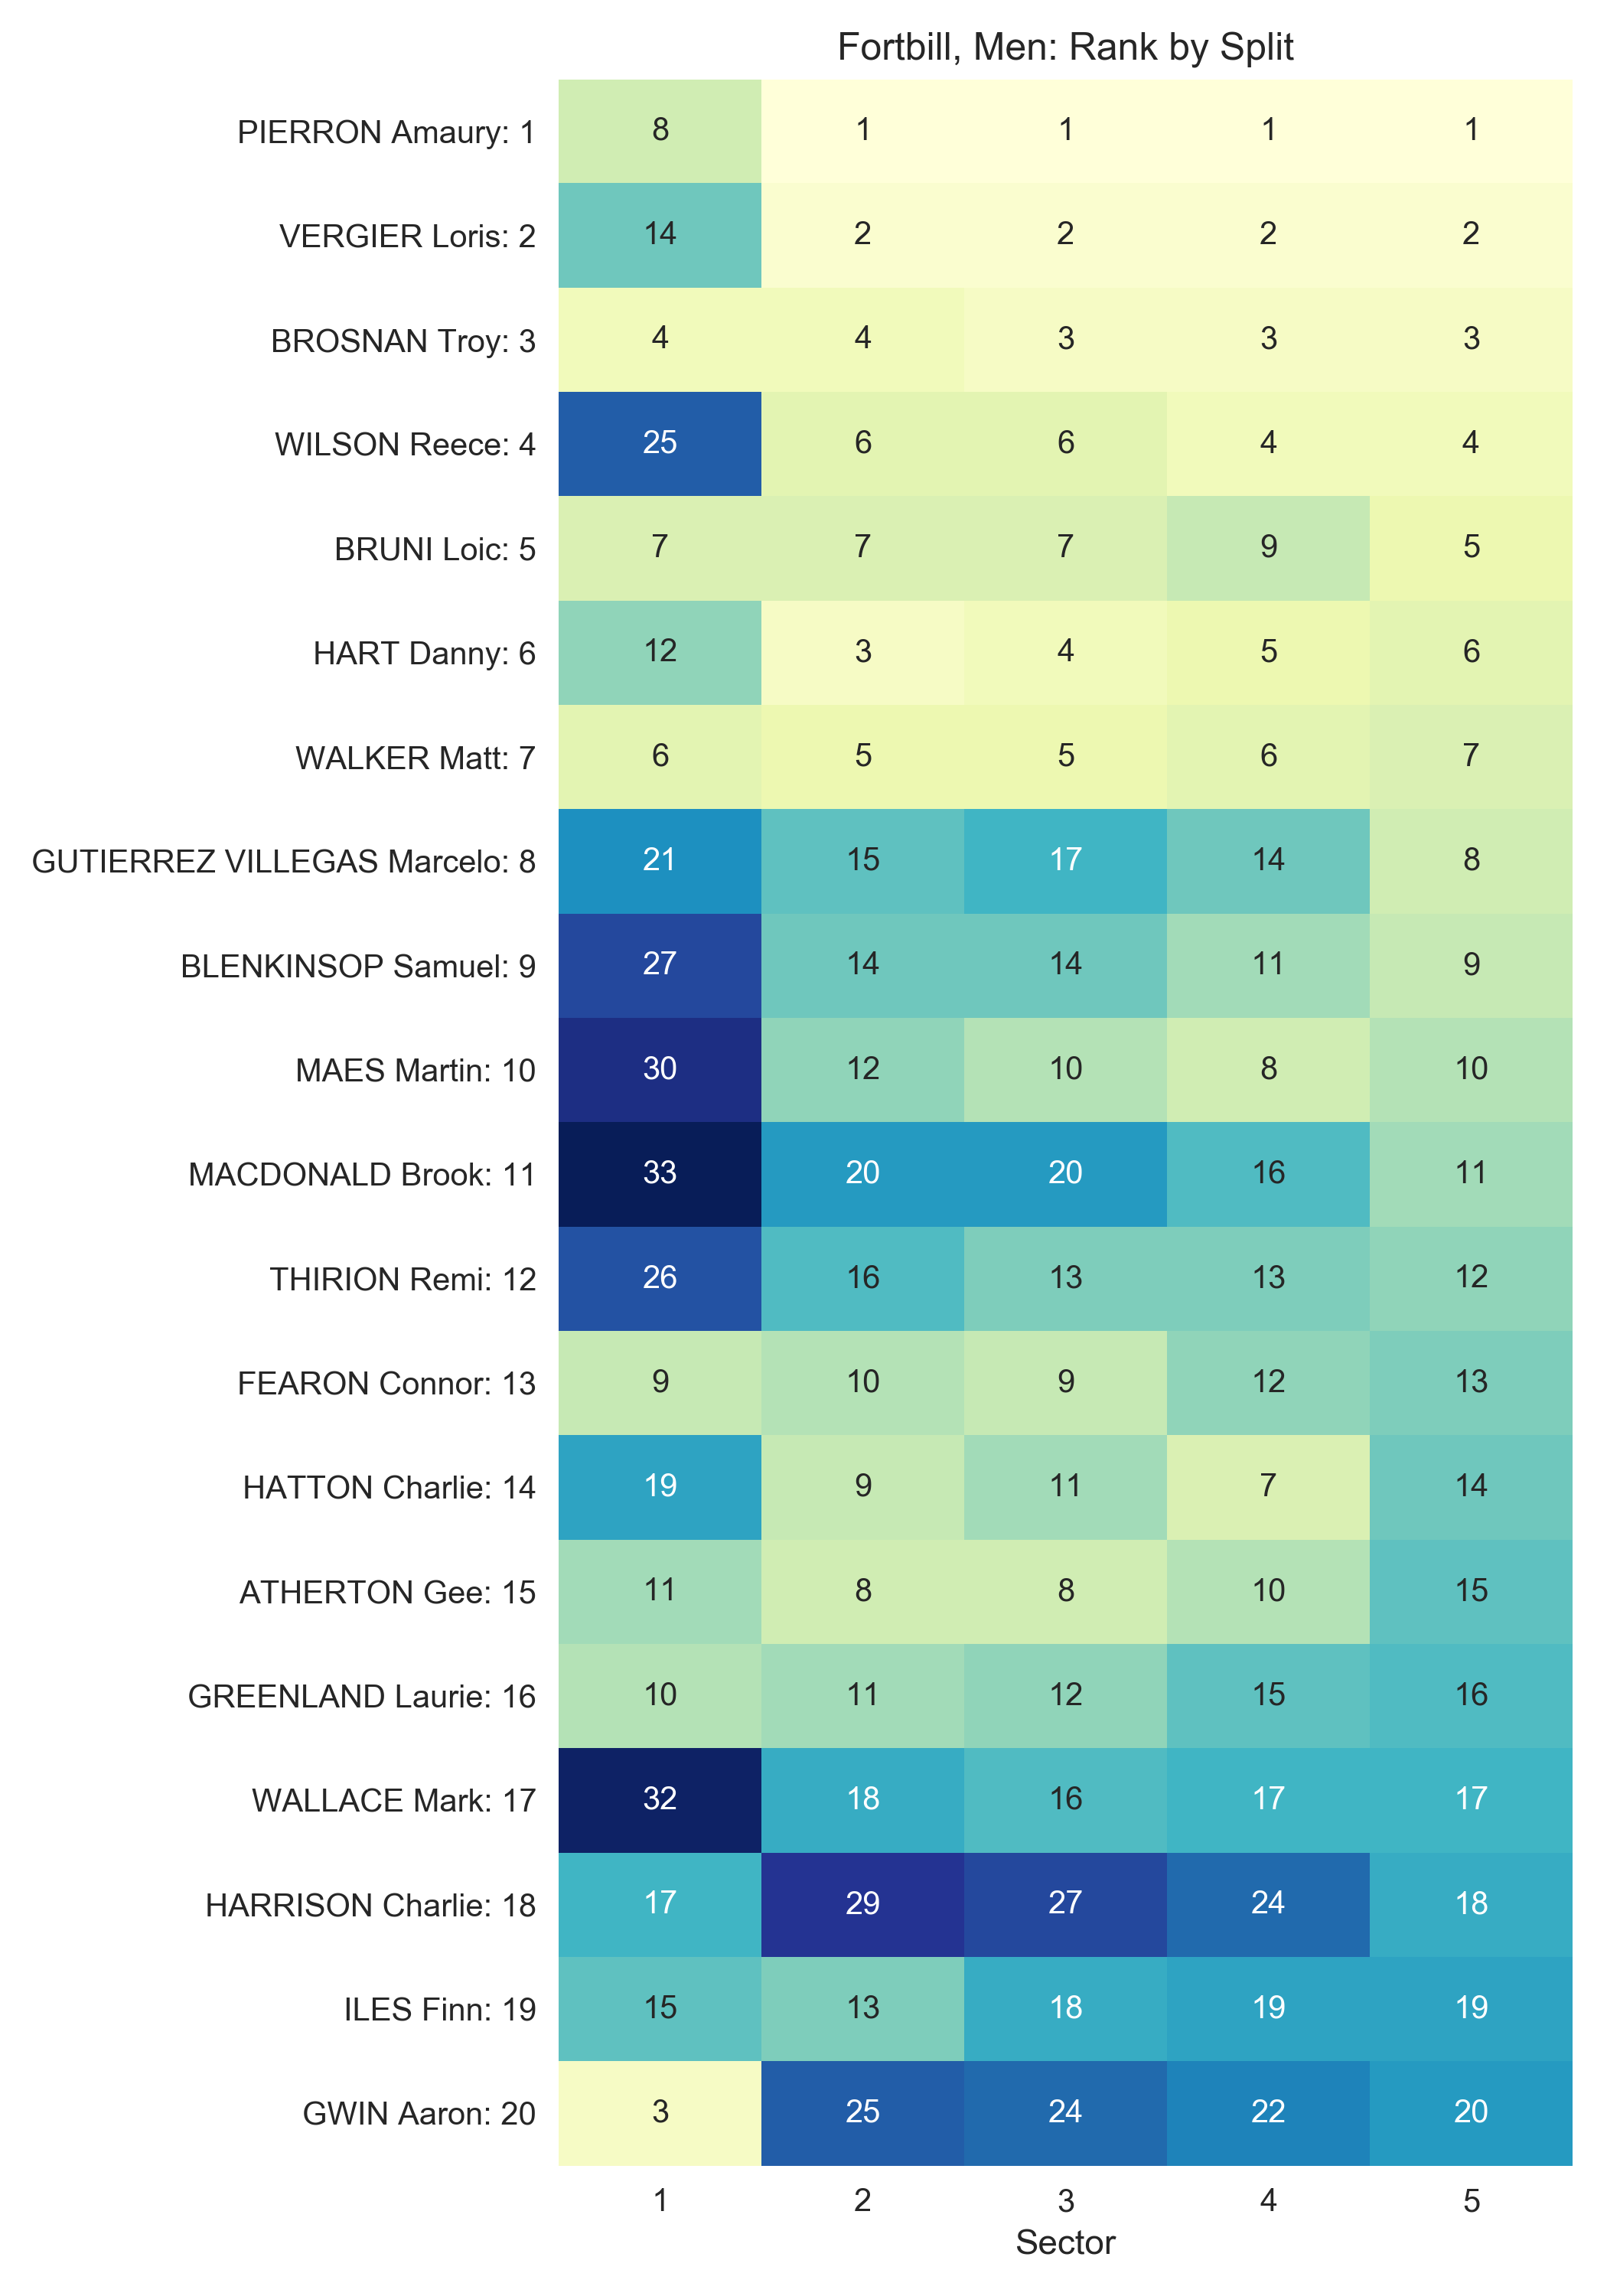 Fortbill, Men: Rank by Split
PIERRON Amaury: 1 8 1 1 1 1
VERGIER Loris: 2 14 2 2 2 2
BROSNAN Troy: 3 4 4 3 3 3
WILSON Reece: 4 25 6 6 4 4
BRUNI Loic: 5 7 7 7 9 5
HART Danny: 6 12 3 4 5 6
WALKER Matt: 7 6 5 5 6 7
GUTIERREZ VILLEGAS Marcelo: 8 21 15 17 14 8
BLENKINSOP Samuel: 9 27 14 14 11 9
MAES Martin: 10 30 12 10 8 10
MACDONALD Brook: 11 33 20 20 16 11
THIRION Remi: 12 26 16 13 13 12
FEARON Connor: 13 9 10 9 12 13
HATTON Charlie: 14 19 9 11 7 14
ATHERTON Gee: 15 11 8 8 10 15
GREENLAND Laurie: 16 10 11 12 15 16
WALLACE Mark: 17 32 18 16 17 17
HARRISON Charlie: 18 17 29 27 24 18
ILES Finn: 19 15 13 18 19 19
GWIN Aaron: 20 3 25 24 22 20
1 2 3 4 5
Sector